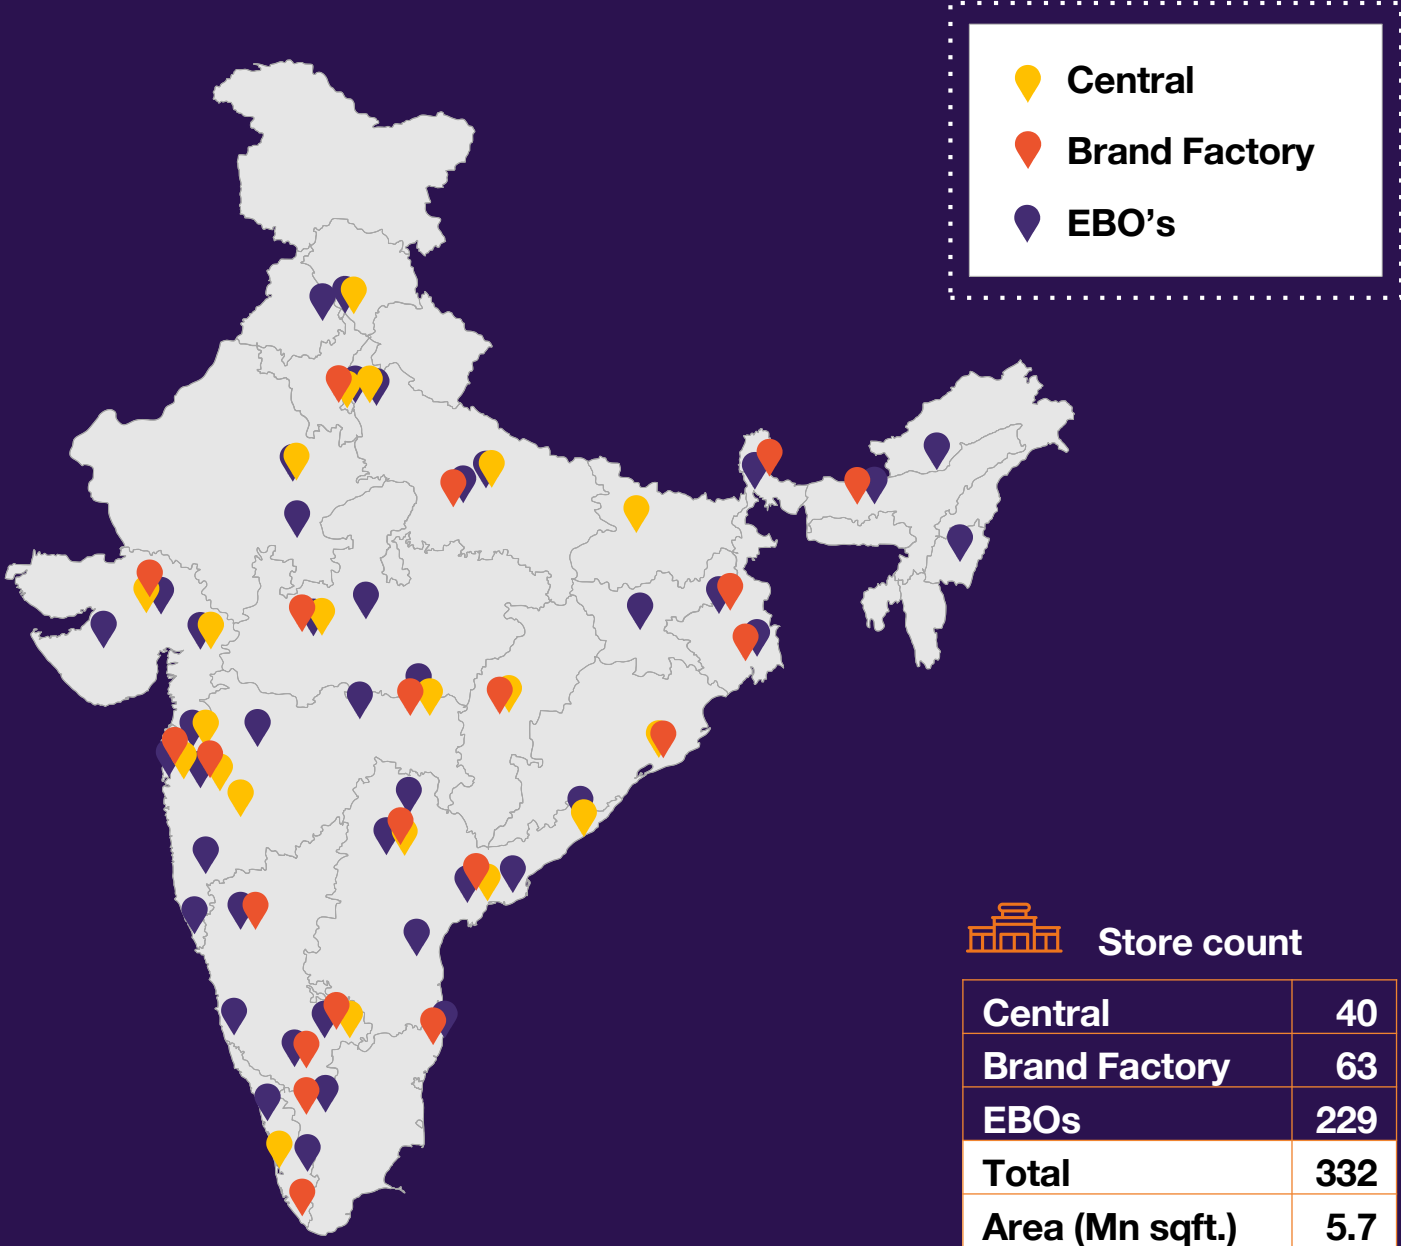 Central
Brand Factory
EBO's
Store count
Central 40
Brand Factory 63
EBOs 229
Total 332
Area (Mn sqft.) 5.7